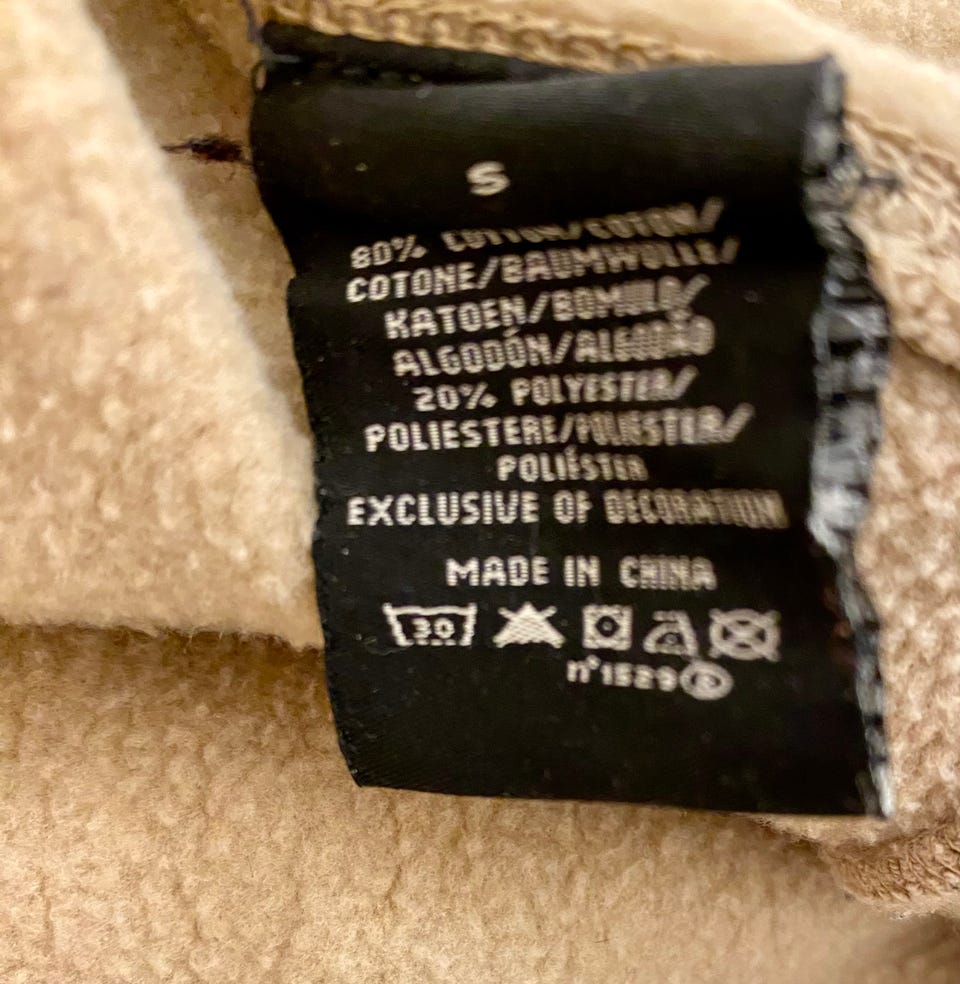 S
80% COTTON/COTON/
COTONE/BAUMWOLLE/
KATOEN/BOMULD/
ALGODÓN/ALGODÃO
20% POLYESTER/
POLIESTERE/POLIESTER/
POLIÉSTER
EXCLUSIVE OF DECORATION
MADE IN CHINA
30
n°1529